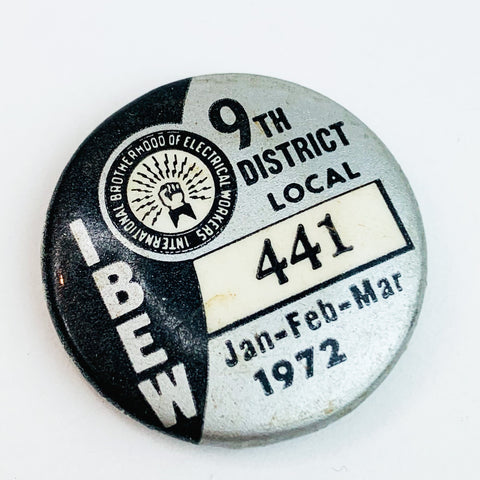 INTERNATIONAL BROTHERHOOD OF ELECTRICAL WORKERS
IBEW
9TH
DISTRICT
LOCAL
441
Jan-Feb-Mar
1972